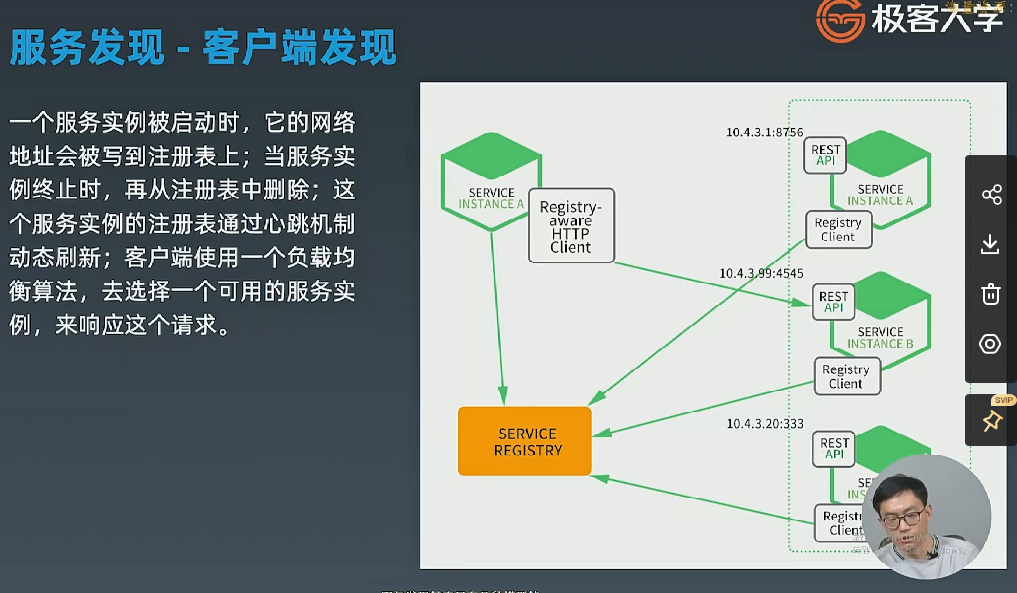 极客大学
服务发现 - 客户端发现
一个服务实例被启动时，它的网络
地址会被写到注册表上；当服务实
例终止时，再从注册表中删除；这
个服务实例的注册表通过心跳机制
动态刷新；客户端使用一个负载均
衡算法，去选择一个可用的服务实
例，来响应这个请求。
SERVICE
INSTANCE A
Registry-
aware
HTTP
Client
SERVICE
REGISTRY
10.4.3.1:8756
REST
API
SERVICE
INSTANCE A
Registry
Client
10.4.3.99:4545
REST
API
SERVICE
INSTANCE B
Registry
Client
10.4.3.20:333
REST
API
Client
SVIP